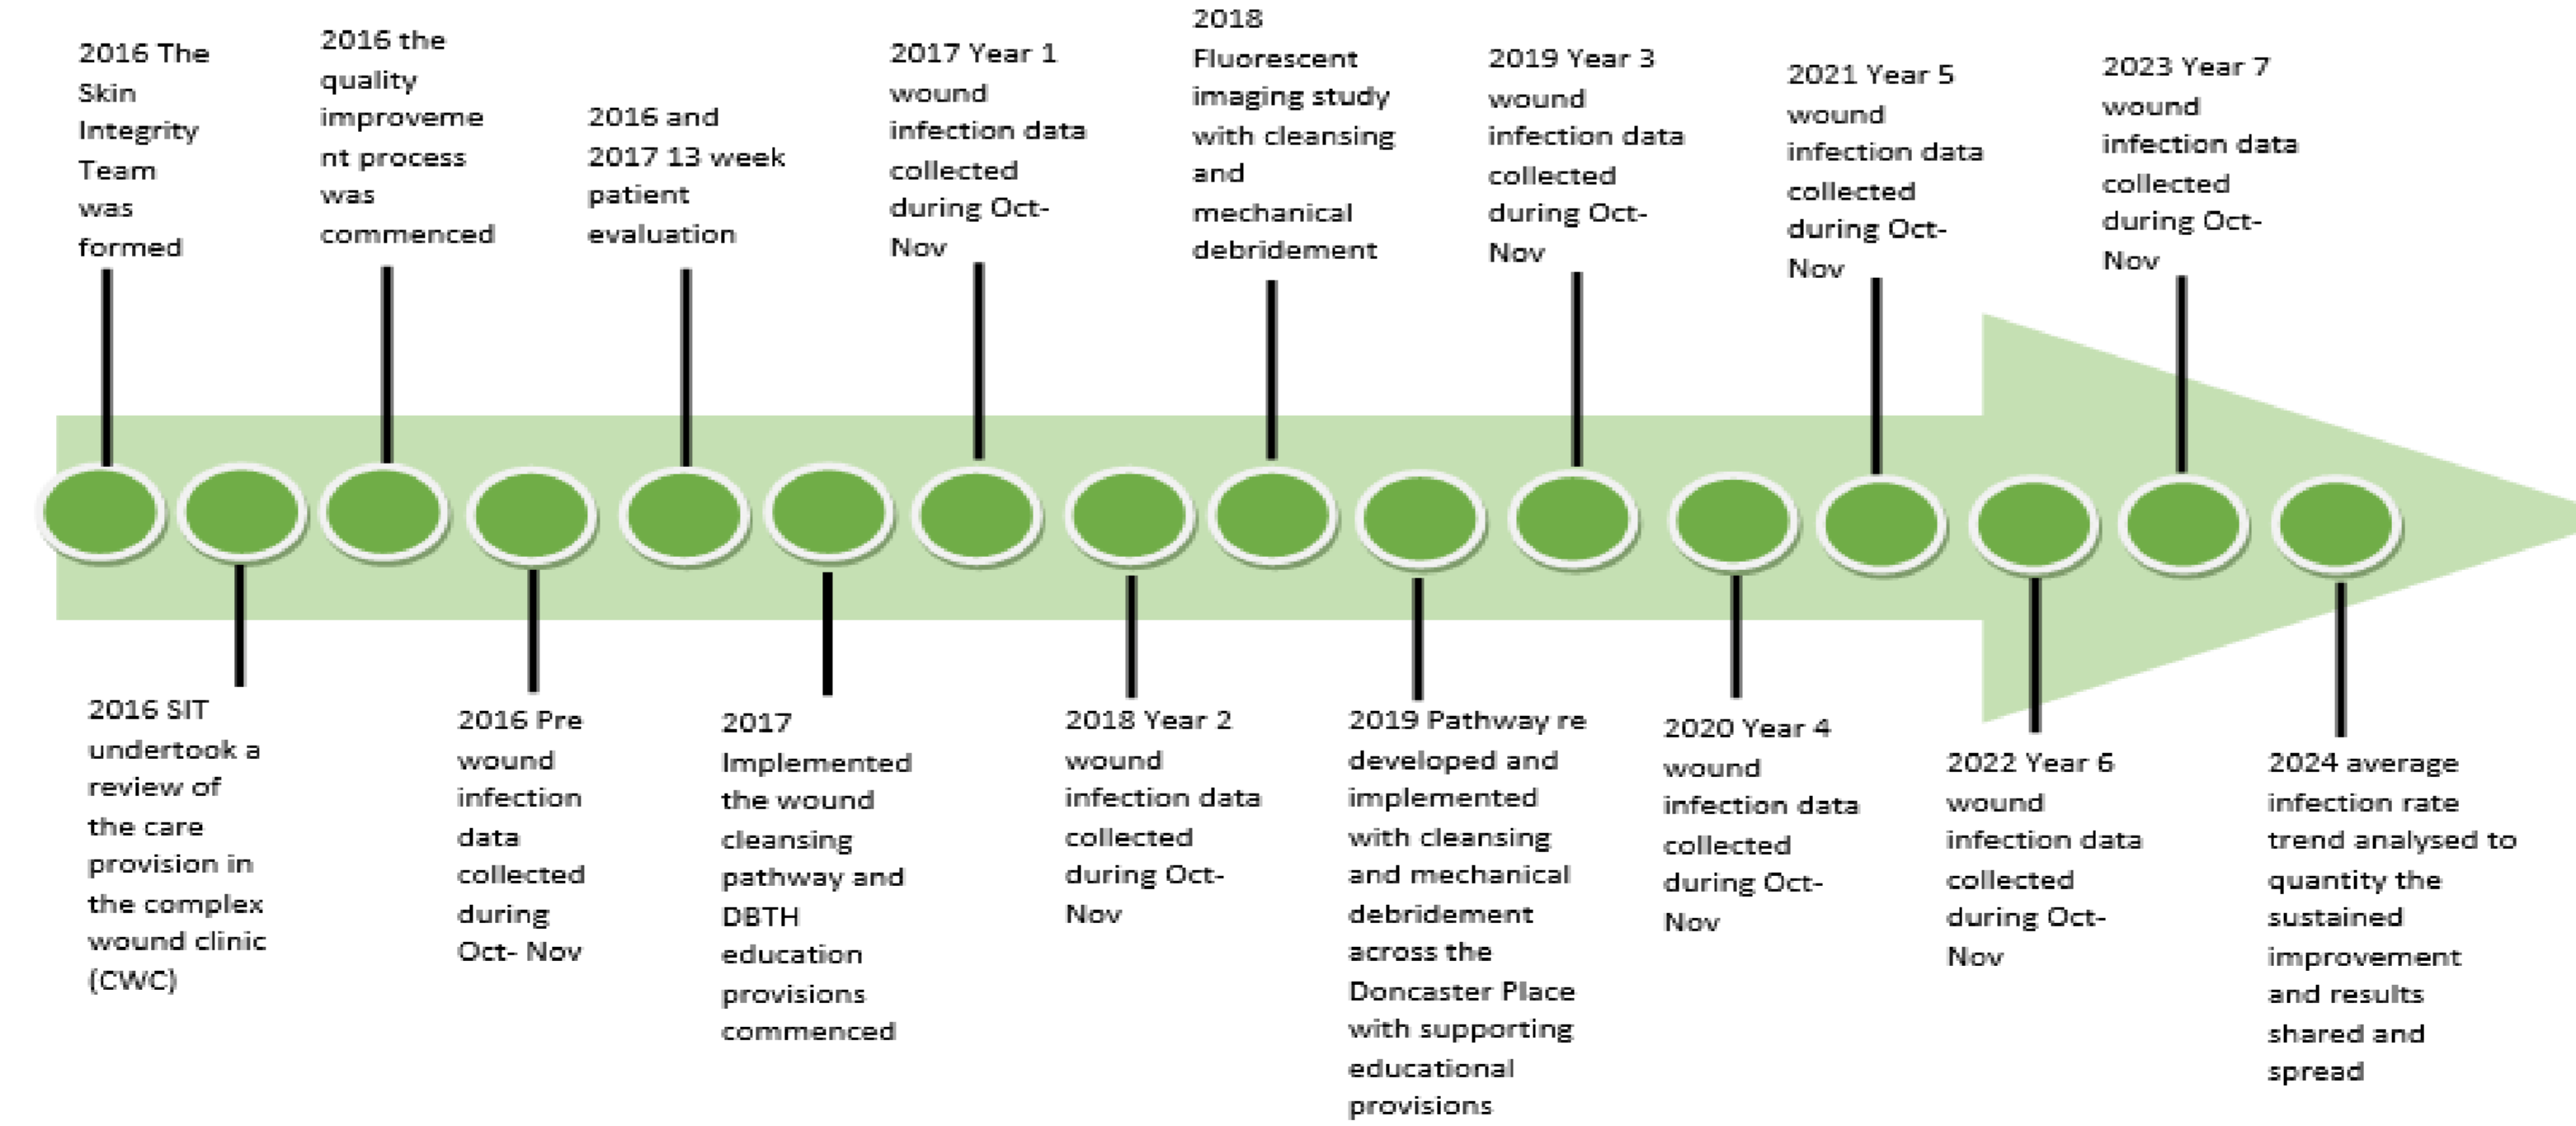 2016 The
Skin
Integrity
Team
was
formed
2016 SIT
undertook a
review of
the care
provision in
the complex
wound clinic
(CWC)
2016 the
quality
improveme
nt process
was
commenced
2016 Pre
wound
infection
data
collected
during
Oct- Nov
2016 and
2017 13 week
patient
evaluation
2017
Implemented
the wound
cleansing
pathway and
DBTH
education
provisions
commenced
2017 Year 1
wound
infection data
collected
during Oct-
Nov
2018 Year 2
wound
infection data
collected
during Oct-
Nov
2018
Fluorescent
imaging study
with cleansing
and
mechanical
debridement
2019 Pathway re
developed and
implemented
with cleansing
and mechanical
debridement
across the
Doncaster Place
with supporting
educational
provisions
2019 Year 3
wound
infection data
collected
during Oct-
Nov
2020 Year 4
wound
infection data
collected
during Oct-
Nov
2021 Year 5
wound
infection data
collected
during Oct-
Nov
2022 Year 6
wound
infection data
collected
during Oct-
Nov
2023 Year 7
wound
infection data
collected
during Oct-
Nov
2024 average
infection rate
trend analysed to
quantity the
sustained
improvement
and results
shared and
spread